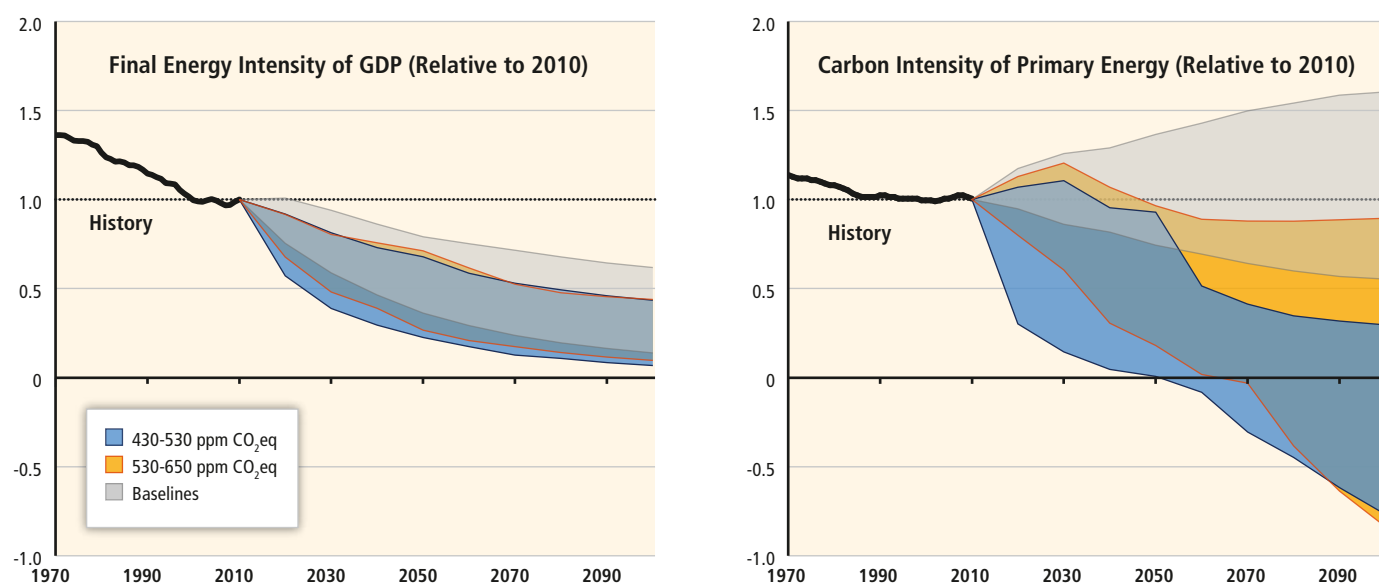 Final Energy Intensity of GDP (Relative to 2010)
2.0
1.5
1.0
0.5
0
-0.5
-1.0
History
430-530 ppm CO₂eq
530-650 ppm CO₂eq
Baselines
1970 1990 2010 2030 2050 2070 2090
Carbon Intensity of Primary Energy (Relative to 2010)
2.0
1.5
1.0
0.5
0
-0.5
-1.0
History
1970 1990 2010 2030 2050 2070 2090